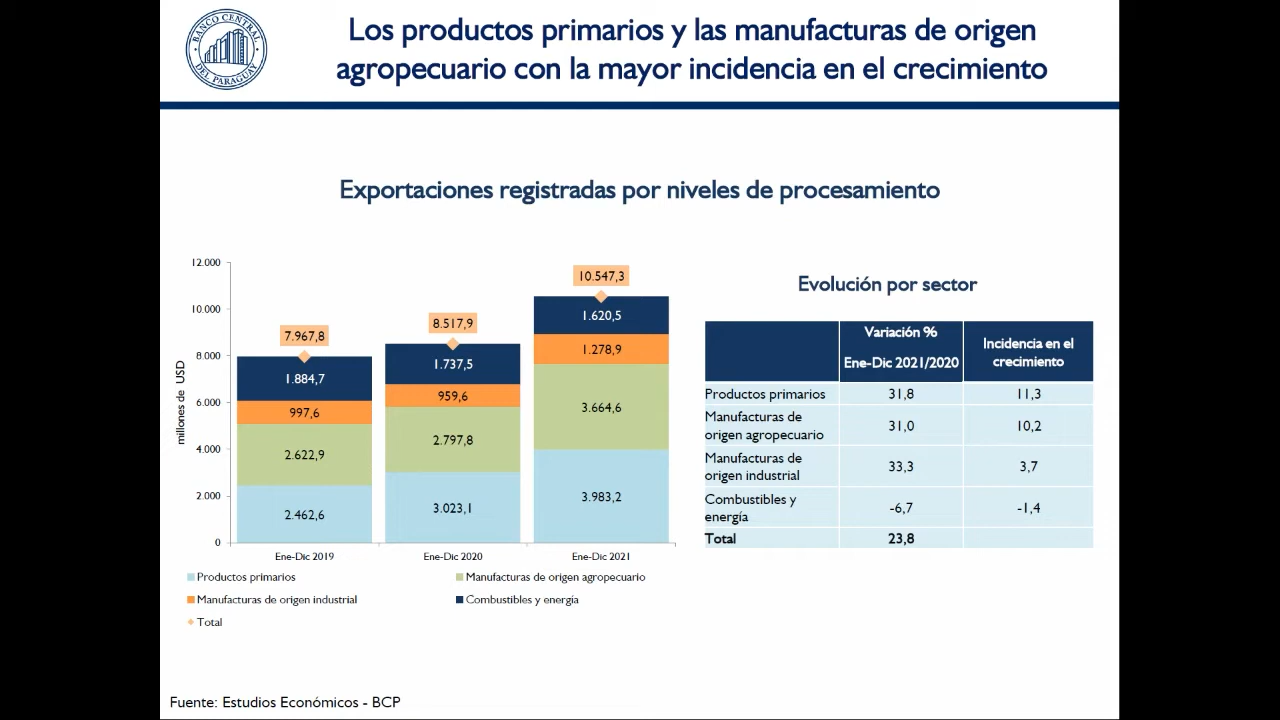 BANCO CENTRAL
DEL PARAGUAY
Los productos primarios y las manufacturas de origen
agropecuario con la mayor incidencia en el crecimiento
Exportaciones registradas por niveles de procesamiento
millones de USD
12.000
10.000
8.000
6.000
4.000
2.000
0
7.967,8
1.884,7
997,6
2.622,9
2.462,6
8.517,9
1.737,5
959,6
2.797,8
3.023,1
10.547,3
1.620,5
1.278,9
3.664,6
3.983,2
Ene-Dic 2019
Ene-Dic 2020
Ene-Dic 2021
Productos primarios
Manufacturas de origen agropecuario
Manufacturas de origen industrial
Combustibles y energía
Total
Evolución por sector
Variación %
Ene-Dic 2021/2020
Incidencia en el
crecimiento
Productos primarios 31,8 11,3
Manufacturas de
origen agropecuario 31,0 10,2
Manufacturas de
origen industrial 33,3 3,7
Combustibles y
energía -6,7 -1,4
Total 23,8
Fuente: Estudios Económicos - BCP